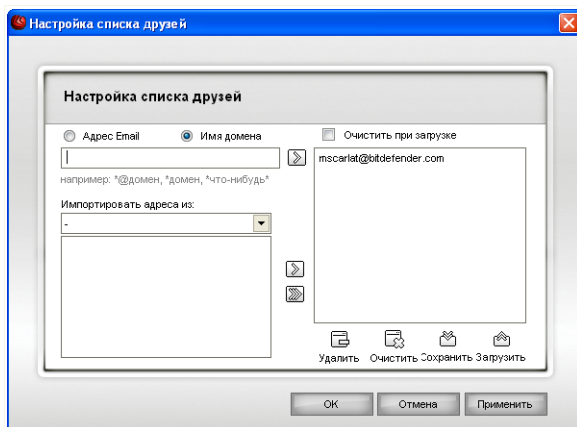 Настройка списка друзей
Настройка списка друзей
Адрес Email
Имя домена
Очистить при загрузке
mscarlat@bitdefender.com
например: *@домен, *домен, *что-нибудь*
Импортировать адреса из:
-
Удалить Очистить Сохранить Загрузить
OK Отмена Применить